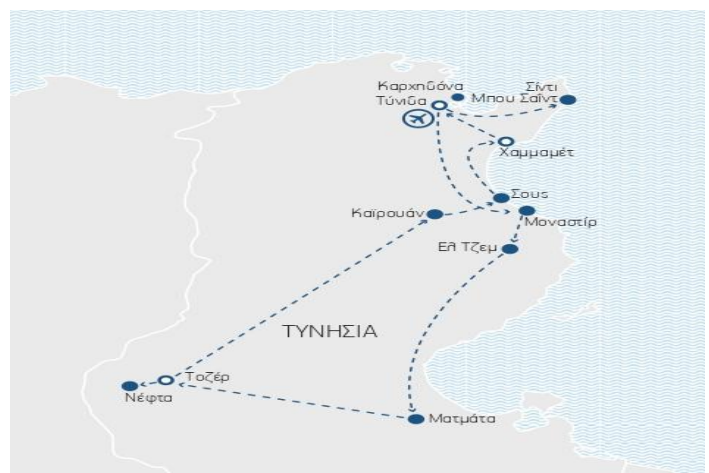 Καρχηδόνα
Τύνιδα
Σίντι
Μπου Σαΐντ
Χαμμαμέτ
Σους
Καϊρουάν
Μοναστίρ
Ελ Τζεμ
ΤΥΝΗΣΙΑ
Τοζέρ
Νέφτα
Ματμάτα